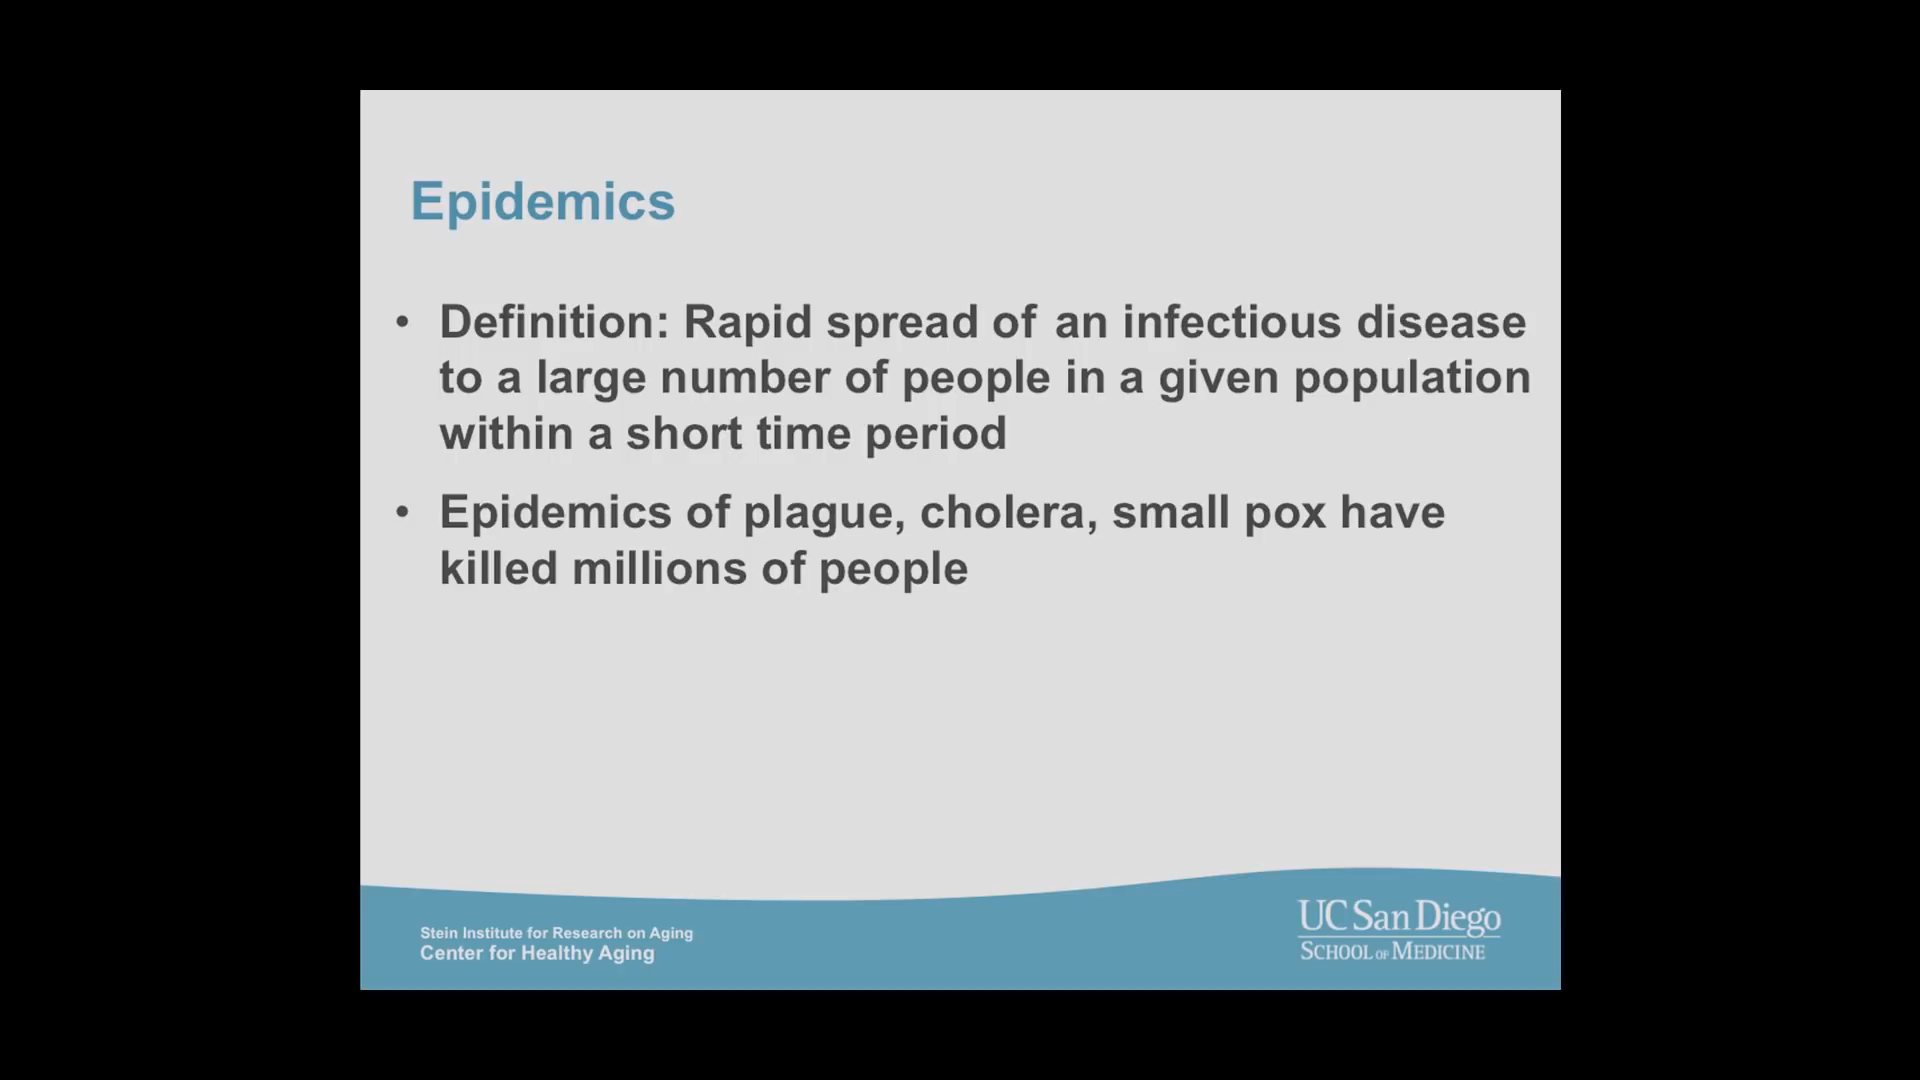 Epidemics
• Definition: Rapid spread of an infectious disease
to a large number of people in a given population
within a short time period
• Epidemics of plague, cholera, small pox have
killed millions of people
Stein Institute for Research on Aging
Center for Healthy Aging
UC San Diego
SCHOOL OF MEDICINE